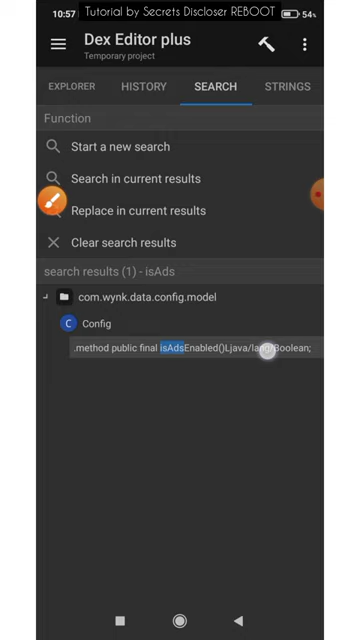 10:57
Tutorial by Secrets Discloser REBOOT
54%
Dex Editor plus
Temporary project
EXPLORER
HISTORY
SEARCH
STRINGS
Function
Start a new search
Search in current results
Replace in current results
Clear search results
search results (1) - isAds
com.wynk.data.config.model
C
Config
.method public final isAdsEnabled()Ljava/lang/Boolean;